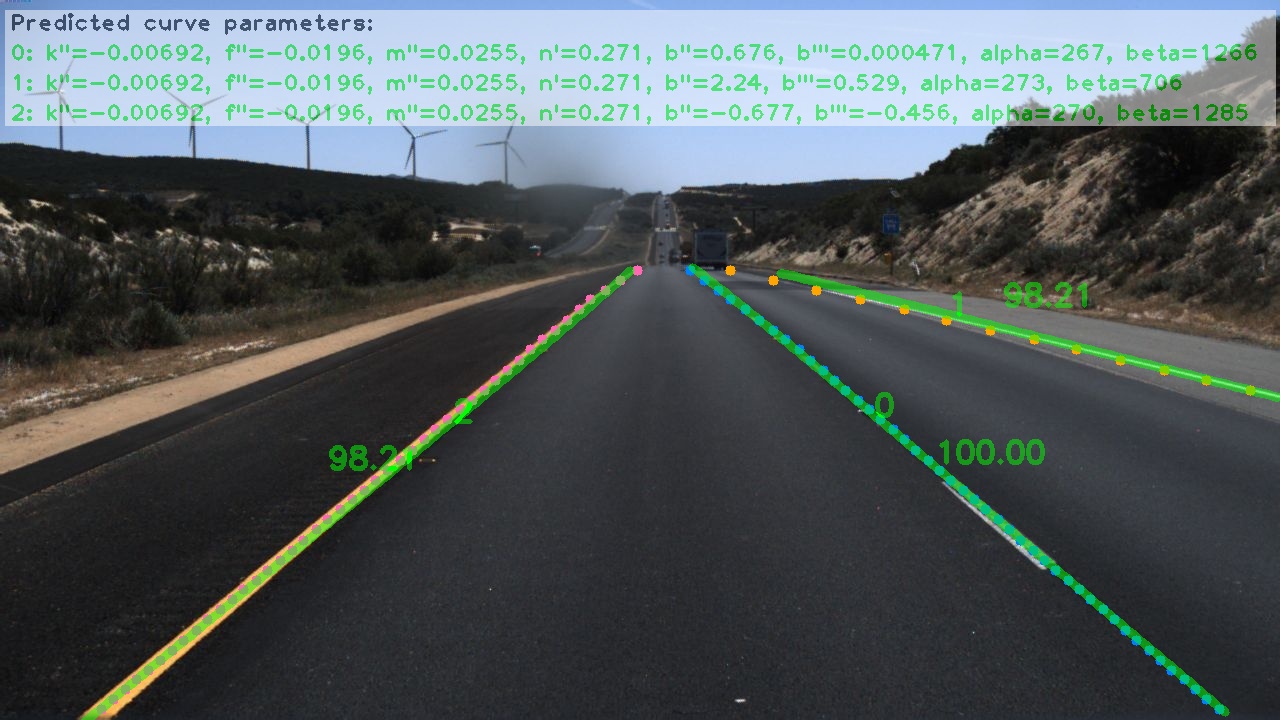 Predicted curve parameters:
0: k''=-0.00692, f''=-0.0196, m''=0.0255, n'=0.271, b''=0.676, b'''=0.000471, alpha=267, beta=1266
1: k''=-0.00692, f''=-0.0196, m''=0.0255, n'=0.271, b''=2.24, b'''=0.529, alpha=273, beta=706
2: k''=-0.00692, f''=-0.0196, m''=0.0255, n'=0.271, b''=-0.677, b'''=-0.456, alpha=270, beta=1285
1 98.21
2 0
98.21 100.00